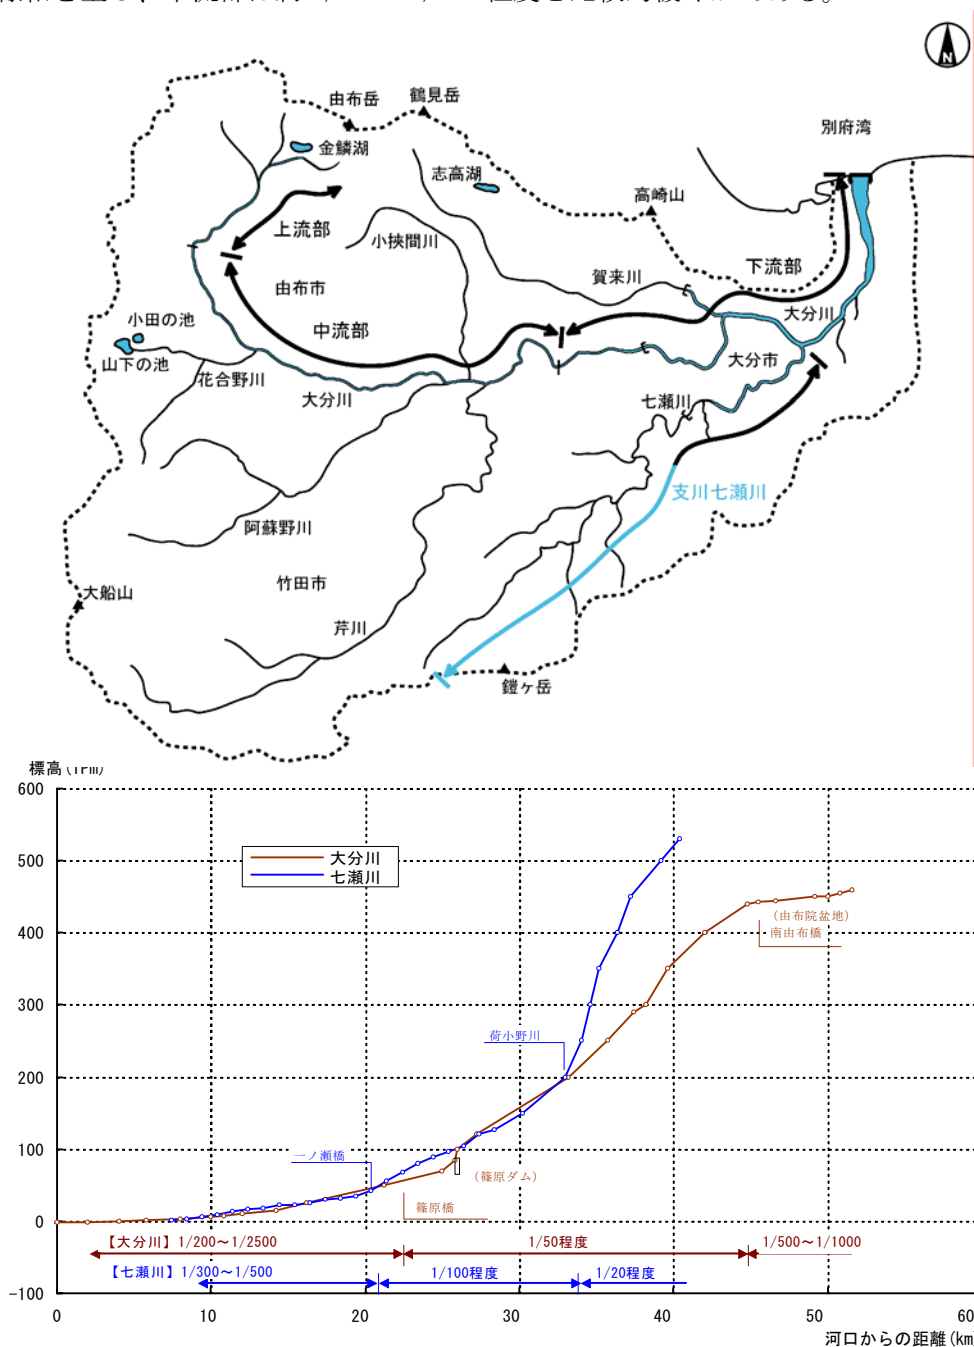 N
由布岳
鶴見岳
別府湾
金鱗湖
志高湖
高崎山
上流部
小挾間川
賀来川
下流部
由布市
大分川
小田の池
中流部
山下の池
花合野川
大分川
大分市
七瀬川
支川七瀬川
阿蘇野川
竹田市
大船山
芹川
鎧ヶ岳
標高(TPm)
600
500
400
300
200
100
0
-100
大分川
七瀬川
(由布院盆地)
南由布橋
荷小野川
一ノ瀬橋
(篠原ダム)
篠原橋
【大分川】1/200～1/2500
1/50程度
1/500～1/1000
【七瀬川】1/300～1/500
1/100程度
1/20程度
0 10 20 30 40 50 60
河口からの距離(km